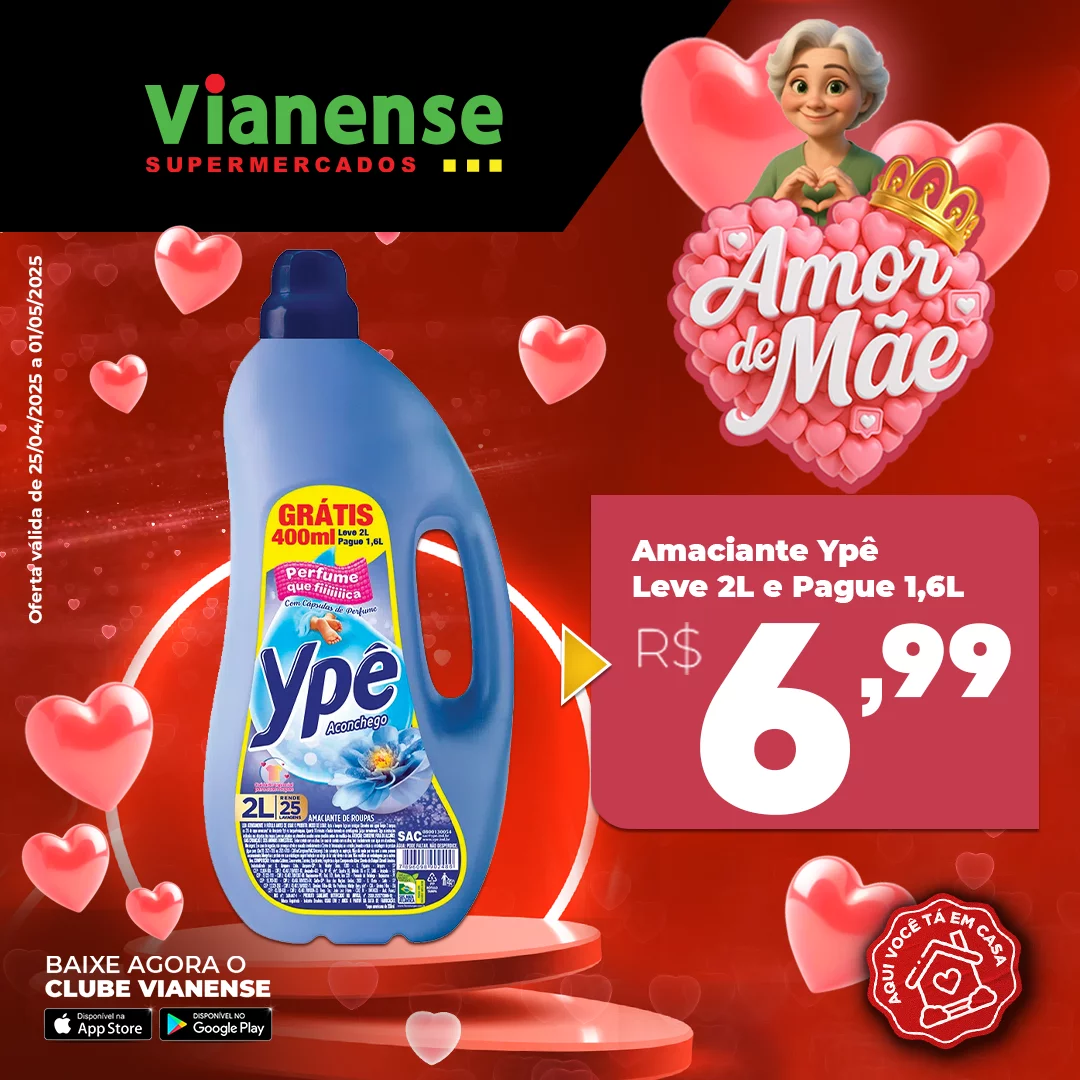 Vianense
SUPERMERCADOS
Amor
de Mãe
Oferta válida de 25/04/2025 a 01/05/2025
GRÁTIS
400ml Leve 2L
Pague 1,6L
Perfume
que fiiiiiiica
Com Cápsulas de Perfume
Ypê
Aconchego
2L RENDE
25
LAVAGENS
AMACIANTE DE ROUPAS
SAC 0800130054
Amaciante Ypê
Leve 2L e Pague 1,6L
R$ 6,99
BAIXE AGORA O
CLUBE VIANENSE
Disponível na
App Store
DISPONÍVEL NO
Google Play
AQUI VOCÊ TÁ EM CASA